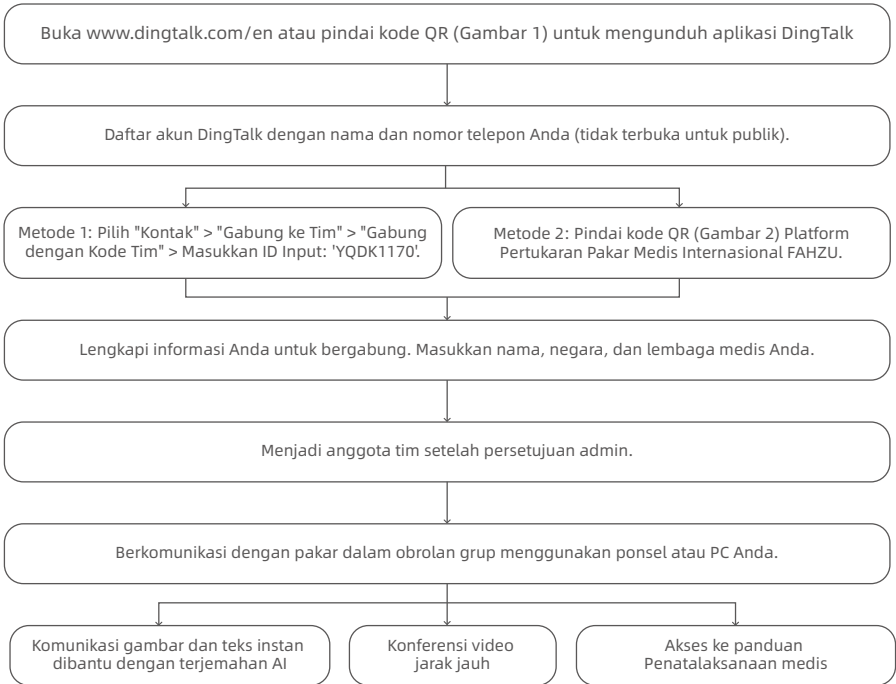 Buka www.dingtalk.com/en atau pindai kode QR (Gambar 1) untuk mengunduh aplikasi DingTalk
Daftar akun DingTalk dengan nama dan nomor telepon Anda (tidak terbuka untuk publik).
Metode 1: Pilih "Kontak" > "Gabung ke Tim" > "Gabung
dengan Kode Tim" > Masukkan ID Input: 'YQDK1170'.
Metode 2: Pindai kode QR (Gambar 2) Platform
Pertukaran Pakar Medis Internasional FAHZU.
Lengkapi informasi Anda untuk bergabung. Masukkan nama, negara, dan lembaga medis Anda.
Menjadi anggota tim setelah persetujuan admin.
Berkomunikasi dengan pakar dalam obrolan grup menggunakan ponsel atau PC Anda.
Komunikasi gambar dan teks instan
dibantu dengan terjemahan AI
Konferensi video
jarak jauh
Akses ke panduan
Penatalaksanaan medis